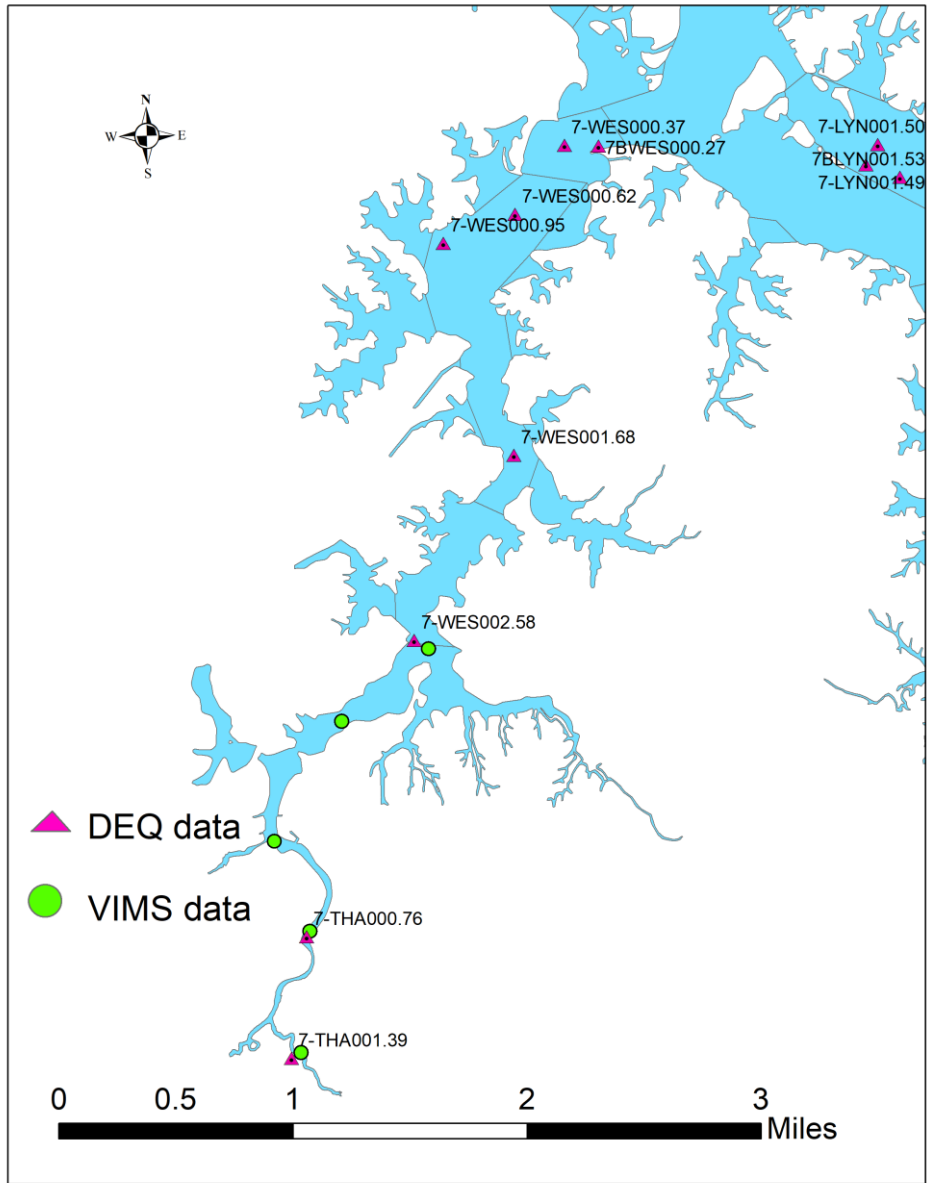 N
W E
S
7-WES000.37
7BWES000.27
7-LYN001.50
7BLYN001.53
7-LYN001.49
7-WES000.62
7-WES000.95
7-WES001.68
7-WES002.58
DEQ data
VIMS data
7-THA000.76
7-THA001.39
0 0.5 1 2 3
Miles